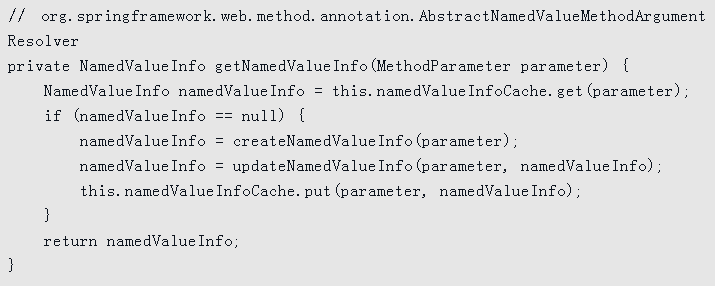 // org.springframework.web.method.annotation.AbstractNamedValueMethodArgument
Resolver
private NamedValueInfo getNamedValueInfo(MethodParameter parameter) {
    NamedValueInfo namedValueInfo = this.namedValueInfoCache.get(parameter);
    if (namedValueInfo == null) {
        namedValueInfo = createNamedValueInfo(parameter);
        namedValueInfo = updateNamedValueInfo(parameter, namedValueInfo);
        this.namedValueInfoCache.put(parameter, namedValueInfo);
    }
    return namedValueInfo;
}